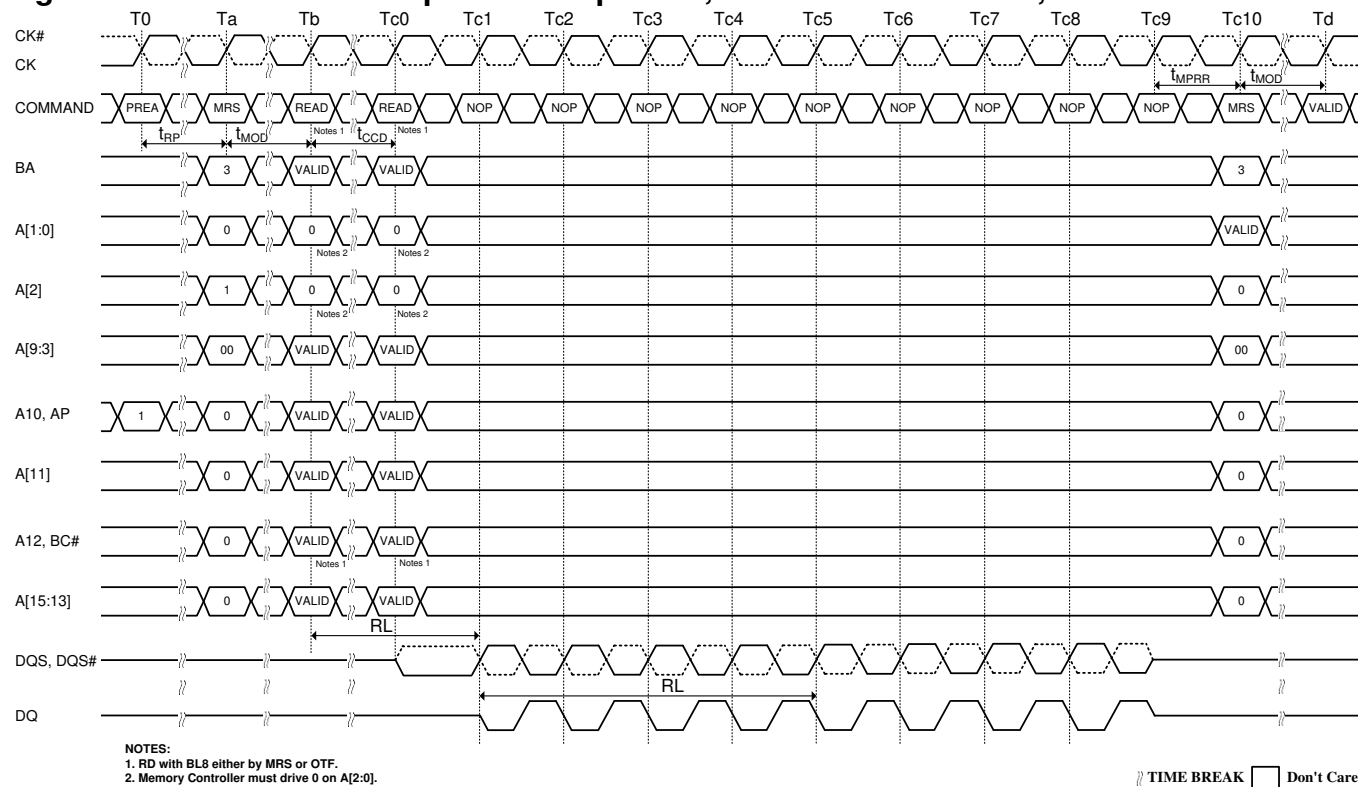 T0 Ta Tb Tc0 Tc1 Tc2 Tc3 Tc4 Tc5 Tc6 Tc7 Tc8 Tc9 Tc10 Td
CK#
CK
tMPRR tMOD
COMMAND PREA MRS READ READ NOP NOP NOP NOP NOP NOP NOP NOP NOP MRS VALID
Notes 1 Notes 1
tRP tMOD tCCD
BA 3 VALID VALID 3
A[1:0] 0 0 0 VALID
Notes 2 Notes 2
A[2] 1 0 0 0
Notes 2 Notes 2
A[9:3] 00 VALID VALID 00
A10, AP 1 0 VALID VALID 0
A[11] 0 VALID VALID 0
A12, BC# 0 VALID VALID 0
Notes 1 Notes 1
A[15:13] 0 VALID VALID 0
RL
DQS, DQS#
RL
DQ
NOTES:
1. RD with BL8 either by MRS or OTF.
2. Memory Controller must drive 0 on A[2:0].
TIME BREAK Don't Care